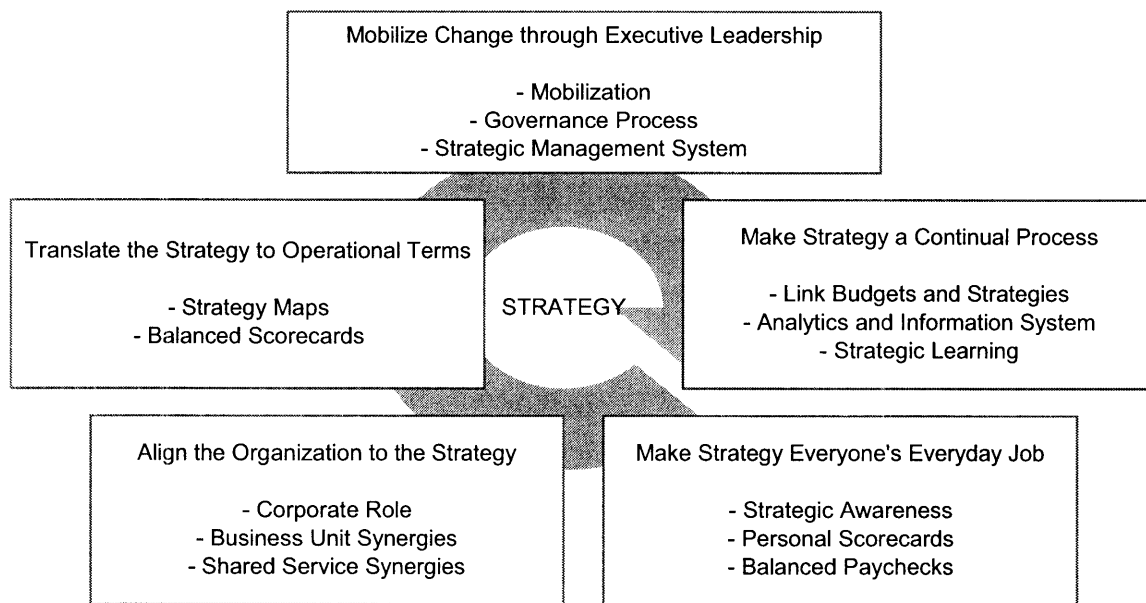 Mobilize Change through Executive Leadership
- Mobilization
- Governance Process
- Strategic Management System
Translate the Strategy to Operational Terms
- Strategy Maps
- Balanced Scorecards
STRATEGY
Make Strategy a Continual Process
- Link Budgets and Strategies
- Analytics and Information System
- Strategic Learning
Align the Organization to the Strategy
- Corporate Role
- Business Unit Synergies
- Shared Service Synergies
Make Strategy Everyone's Everyday Job
- Strategic Awareness
- Personal Scorecards
- Balanced Paychecks